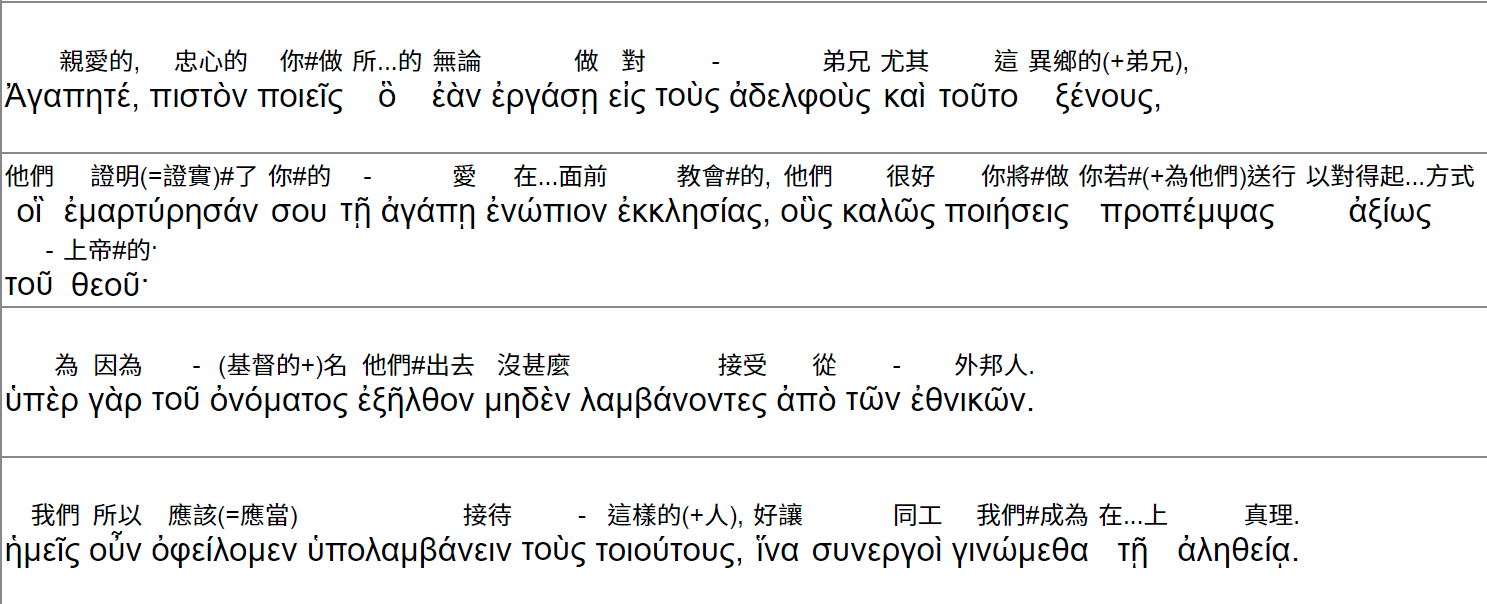 親愛的, 忠心的 你#做 所...的 無論 做 對 - 弟兄 尤其 這 異鄉的(+弟兄),
Ἀγαπητέ, πιστὸν ποιεῖς ὃ ἐὰν ἐργάσῃ εἰς τοὺς ἀδελφοὺς καὶ τοῦτο ξένους,
他們 證明(=證實)#了 你#的 - 愛 在...面前 教會#的, 他們 很好 你將#做 你若#(+為他們)送行 以對得起...方式
οἳ ἐμαρτύρησάν σου τῇ ἀγάπῃ ἐνώπιον ἐκκλησίας, οὓς καλῶς ποιήσεις προπέμψας ἀξίως
- 上帝#的·
τοῦ θεοῦ·
為 因為 - (基督的+)名 他們#出去 沒甚麼 接受 從 - 外邦人.
ὑπὲρ γὰρ τοῦ ὀνόματος ἐξῆλθον μηδὲν λαμβάνοντες ἀπὸ τῶν ἐθνικῶν.
我們 所以 應該(=應當) 接待 - 這樣的(+人), 好讓 同工 我們#成為 在...上 真理.
ἡμεῖς οὖν ὀφείλομεν ὑπολαμβάνειν τοὺς τοιούτους, ἵνα συνεργοὶ γινώμεθα τῇ ἀληθείᾳ.